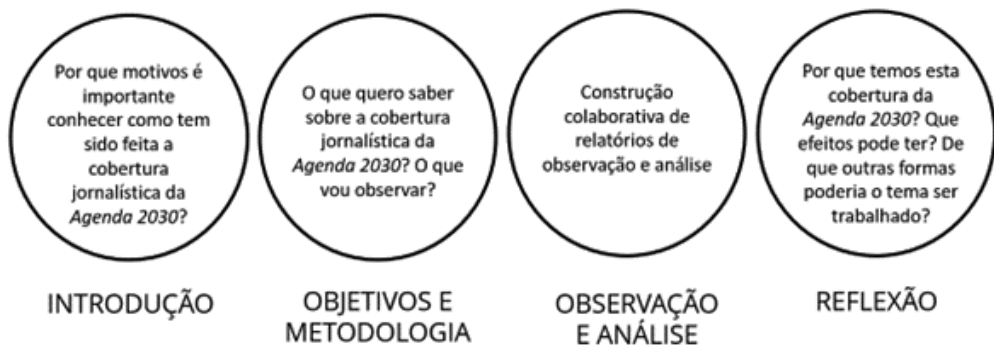 Por que motivos é
importante
conhecer como tem
sido feita a
cobertura
jornalística da
Agenda 2030?
INTRODUÇÃO
O que quero saber
sobre a cobertura
jornalística da
Agenda 2030? O que
vou observar?
OBJETIVOS E
METODOLOGIA
Construção
colaborativa de
relatórios de
observação e análise
OBSERVAÇÃO
E ANÁLISE
Por que temos esta
cobertura da
Agenda 2030? Que
efeitos pode ter? De
que outras formas
poderia o tema ser
trabalhado?
REFLEXÃO